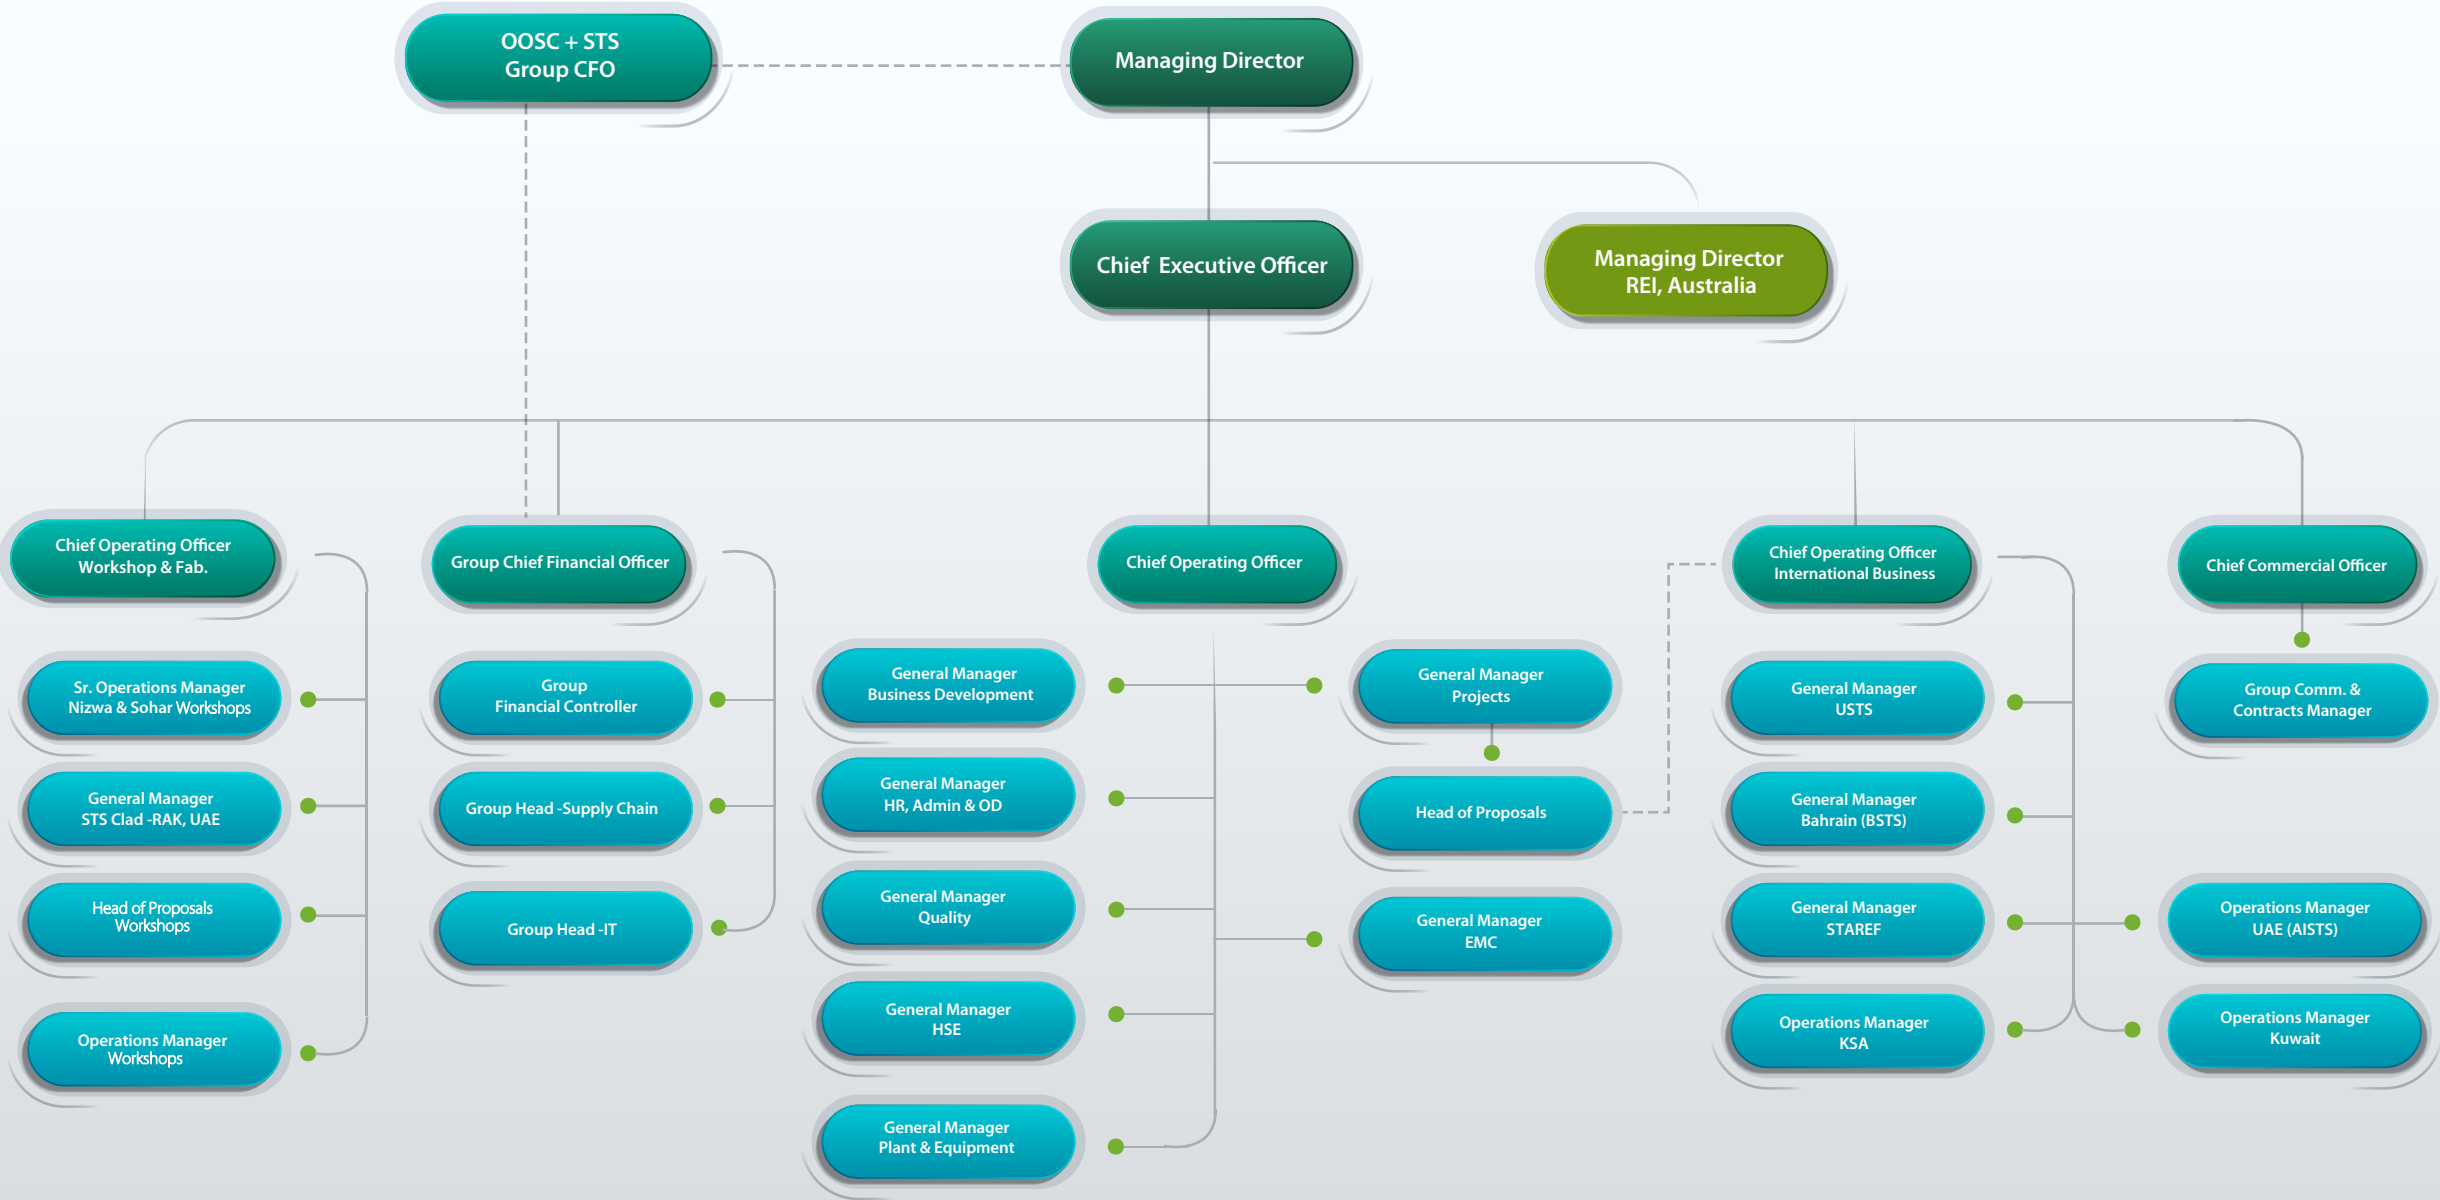 OOSC + STS
Group CFO
Managing Director
Chief Executive Officer
Managing Director
REI, Australia
Chief Operating Officer
Workshop & Fab.
Group Chief Financial Officer
Chief Operating Officer
Chief Operating Officer
International Business
Chief Commercial Officer
Sr. Operations Manager
Nizwa & Sohar Workshops
General Manager
STS Clad -RAK, UAE
Head of Proposals
Workshops
Operations Manager
Workshops
Group
Financial Controller
Group Head -Supply Chain
Group Head -IT
General Manager
Business Development
General Manager
HR, Admin & OD
General Manager
Quality
General Manager
HSE
General Manager
Plant & Equipment
General Manager
Projects
Head of Proposals
General Manager
EMC
General Manager
USTS
General Manager
Bahrain (BSTS)
General Manager
STAREF
Operations Manager
KSA
Group Comm. &
Contracts Manager
Operations Manager
UAE (AISTS)
Operations Manager
Kuwait